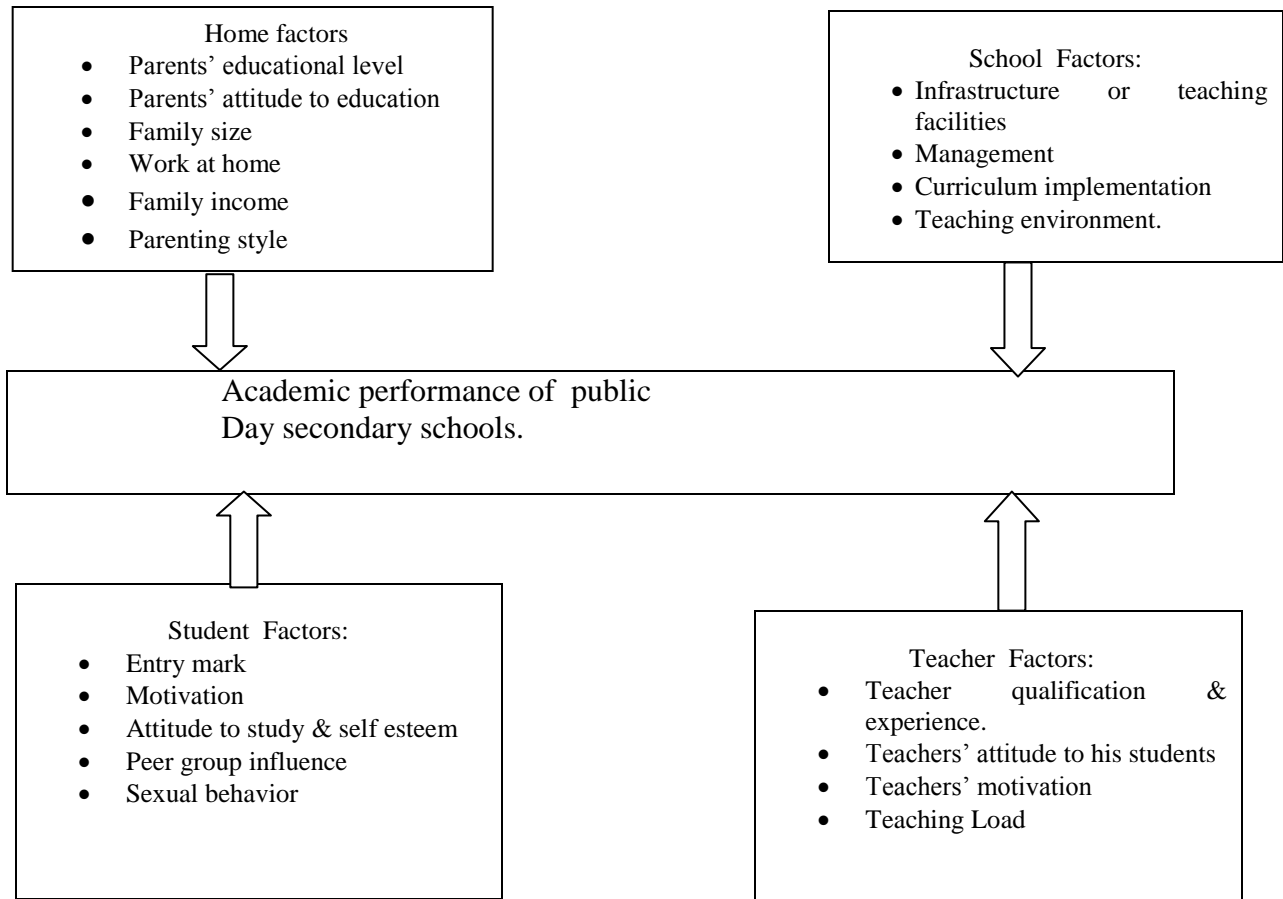 Home factors
• Parents’ educational level
• Parents’ attitude to education
• Family size
• Work at home
• Family income
• Parenting style
School Factors:
• Infrastructure or teaching
facilities
• Management
• Curriculum implementation
• Teaching environment.
Academic performance of public
Day secondary schools.
Student Factors:
• Entry mark
• Motivation
• Attitude to study & self esteem
• Peer group influence
• Sexual behavior
Teacher Factors:
• Teacher qualification &
experience.
• Teachers’ attitude to his students
• Teachers’ motivation
• Teaching Load